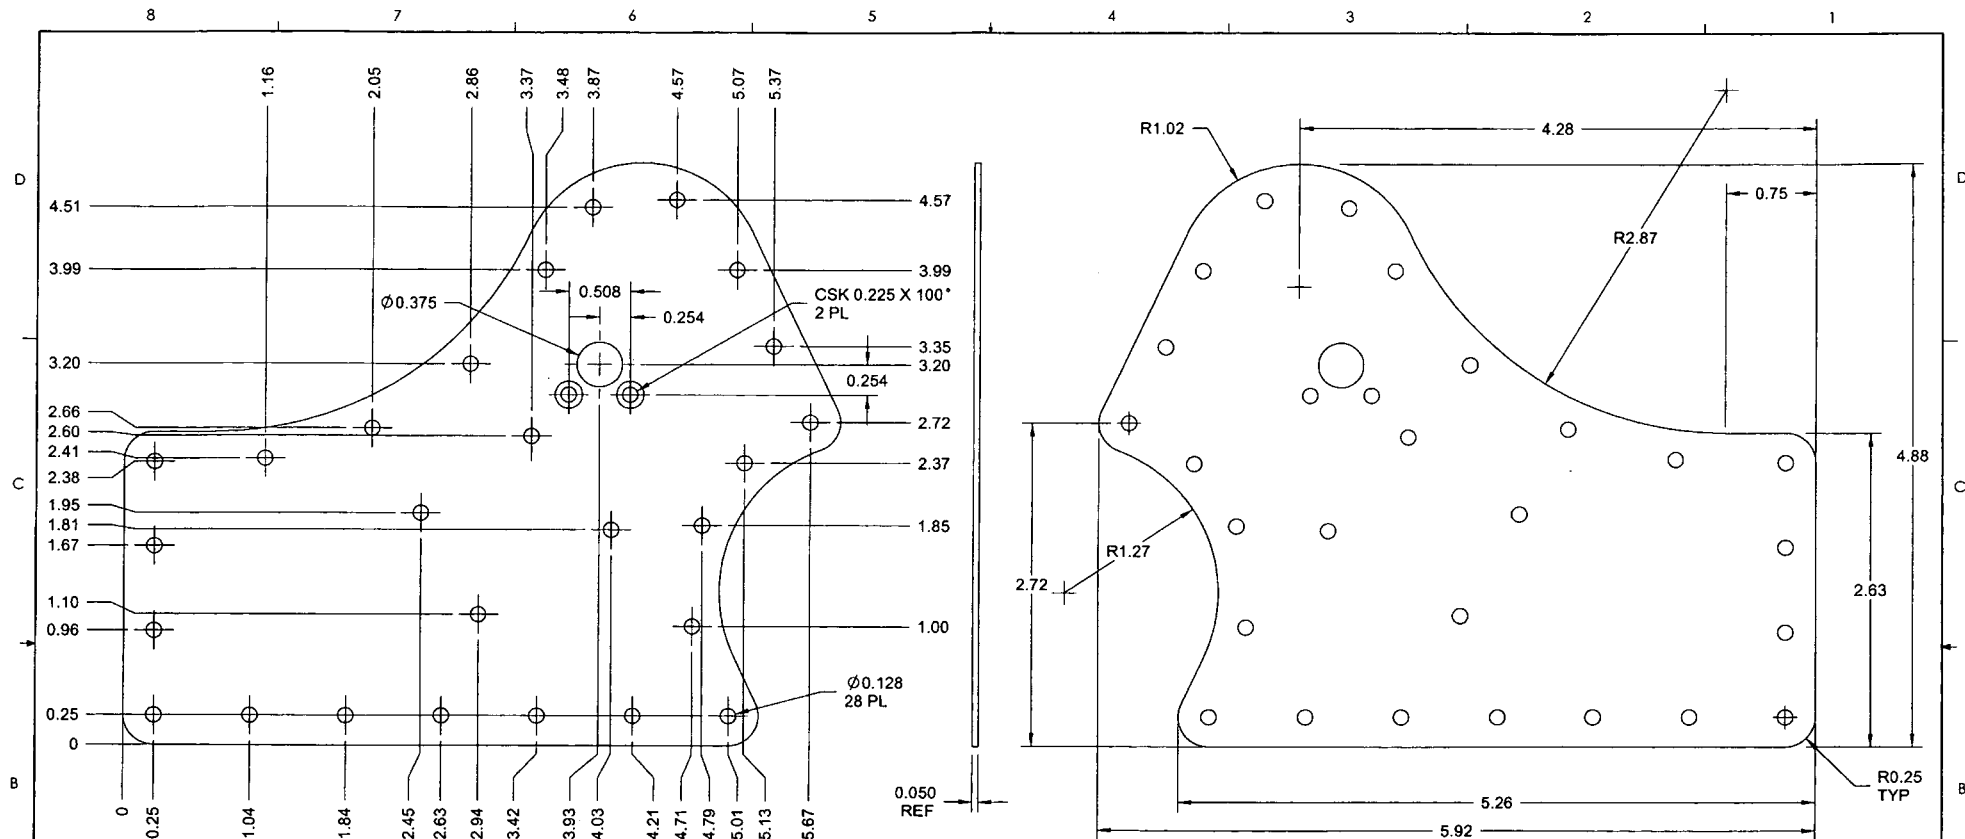 8 7 6 5 4 3 2 1
1.16 2.05 2.86 3.37 3.48 3.87 4.57 5.07 5.37
D
D
4.51
3.99
3.20
2.66
2.60
2.41
2.38
1.95
1.81
1.67
1.10
0.96
0.25
0
C
B
Ø0.375
0.508
0.254
CSK 0.225 X 100°
2 PL
4.57
3.99
3.35
3.20
0.254
2.72
2.37
1.85
1.00
Ø0.128
28 PL
0 0.25 1.04 1.84 2.45 2.63 2.94 3.42 3.93 4.03 4.21 4.71 4.79 5.01 5.13 5.67
0.050
REF
R1.02
4.28
0.75
R2.87
4.88
R1.27
2.72
2.63
R0.25
TYP
5.26
5.92
C
B